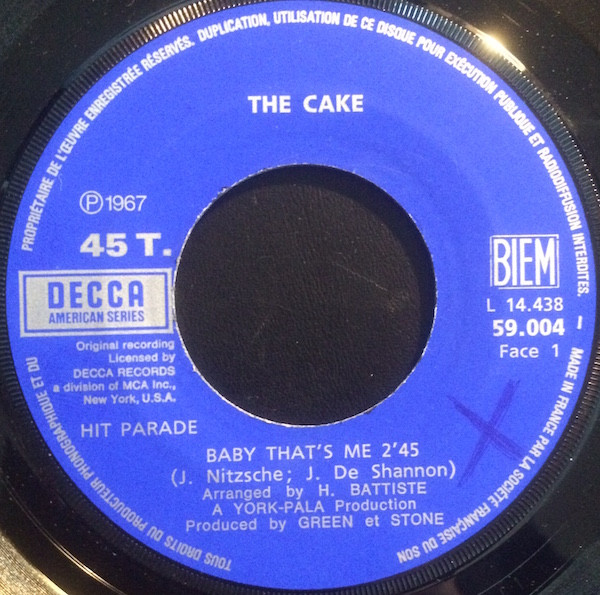 PROPRIÉTAIRE DE L'ŒUVRE ENREGISTRÉE RÉSERVÉS. DUPLICATION, UTILISATION DE CE DISQUE POUR EXÉCUTION PUBLIQUE ET RADIODIFFUSION INTERDITES.
THE CAKE
℗ 1967
45 T.
DECCA
AMERICAN SERIES
BIEM
L 14.438
59.004
Face 1
Original recording
Licensed by
DECCA RECORDS
a division of MCA Inc.,
New York, U.S.A.
HIT PARADE
BABY THAT'S ME 2'45
(J. Nitzsche; J. De Shannon)
Arranged by H. BATTISTE
A YORK-PALA Production
Produced by GREEN et STONE
TOUS DROITS DU PRODUCTEUR PHONOGRAPHIQUE ET DU
MADE IN FRANCE PAR LA SOCIÉTÉ FRANÇAISE DU SON